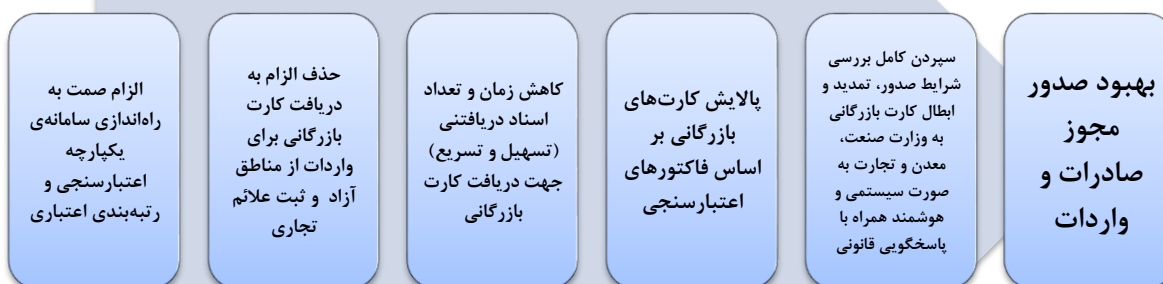 بهبود صدور
مجوز
صادرات و
واردات
سپردن کامل بررسی
شرایط صدور، تمدید و
ابطال کارت بازرگانی
به وزارت صنعت،
معدن و تجارت به
صورت سیستمی و
هوشمند همراه با
پاسخگویی قانونی
پالایش کارت‌های
بازرگانی بر
اساس فاکتورهای
اعتبارسنجی
کاهش زمان و تعداد
اسناد دریافتنی
(تسهیل و تسریع)
جهت دریافت کارت
بازرگانی
حذف الزام به
دریافت کارت
بازرگانی برای
واردات از مناطق
آزاد و ثبت علائم
تجاری
الزام صمت به
راه‌اندازی سامانه‌ی
یکپارچه
اعتبارسنجی و
رتبه‌بندی اعتباری